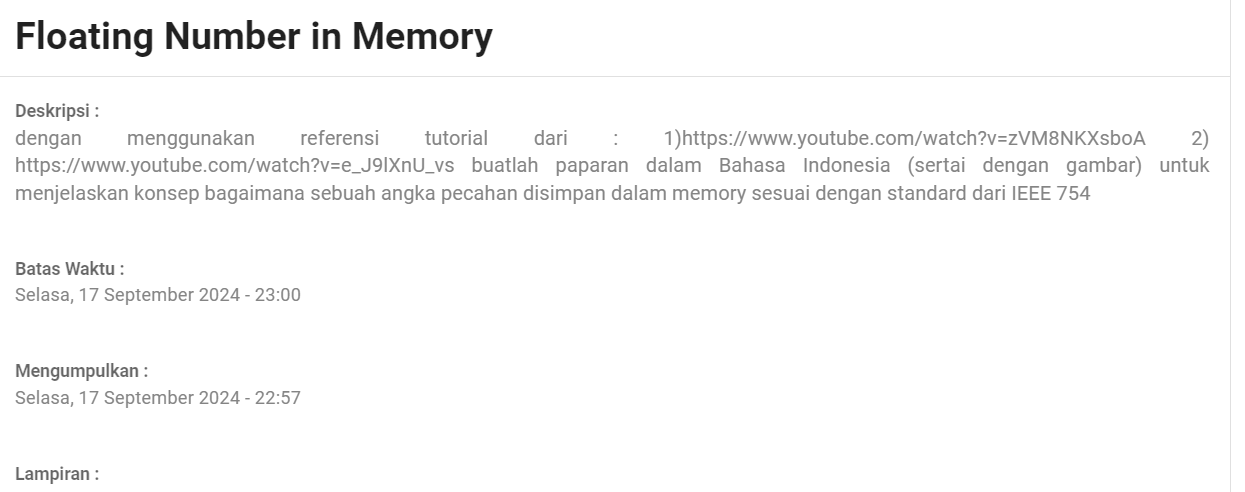 Floating Number in Memory
Deskripsi :
dengan menggunakan referensi tutorial dari : 1)https://www.youtube.com/watch?v=zVM8NKXsboA 2)
https://www.youtube.com/watch?v=e_J9lXnU_vs buatlah paparan dalam Bahasa Indonesia (sertai dengan gambar) untuk
menjelaskan konsep bagaimana sebuah angka pecahan disimpan dalam memory sesuai dengan standard dari IEEE 754
Batas Waktu :
Selasa, 17 September 2024 - 23:00
Mengumpulkan :
Selasa, 17 September 2024 - 22:57
Lampiran :